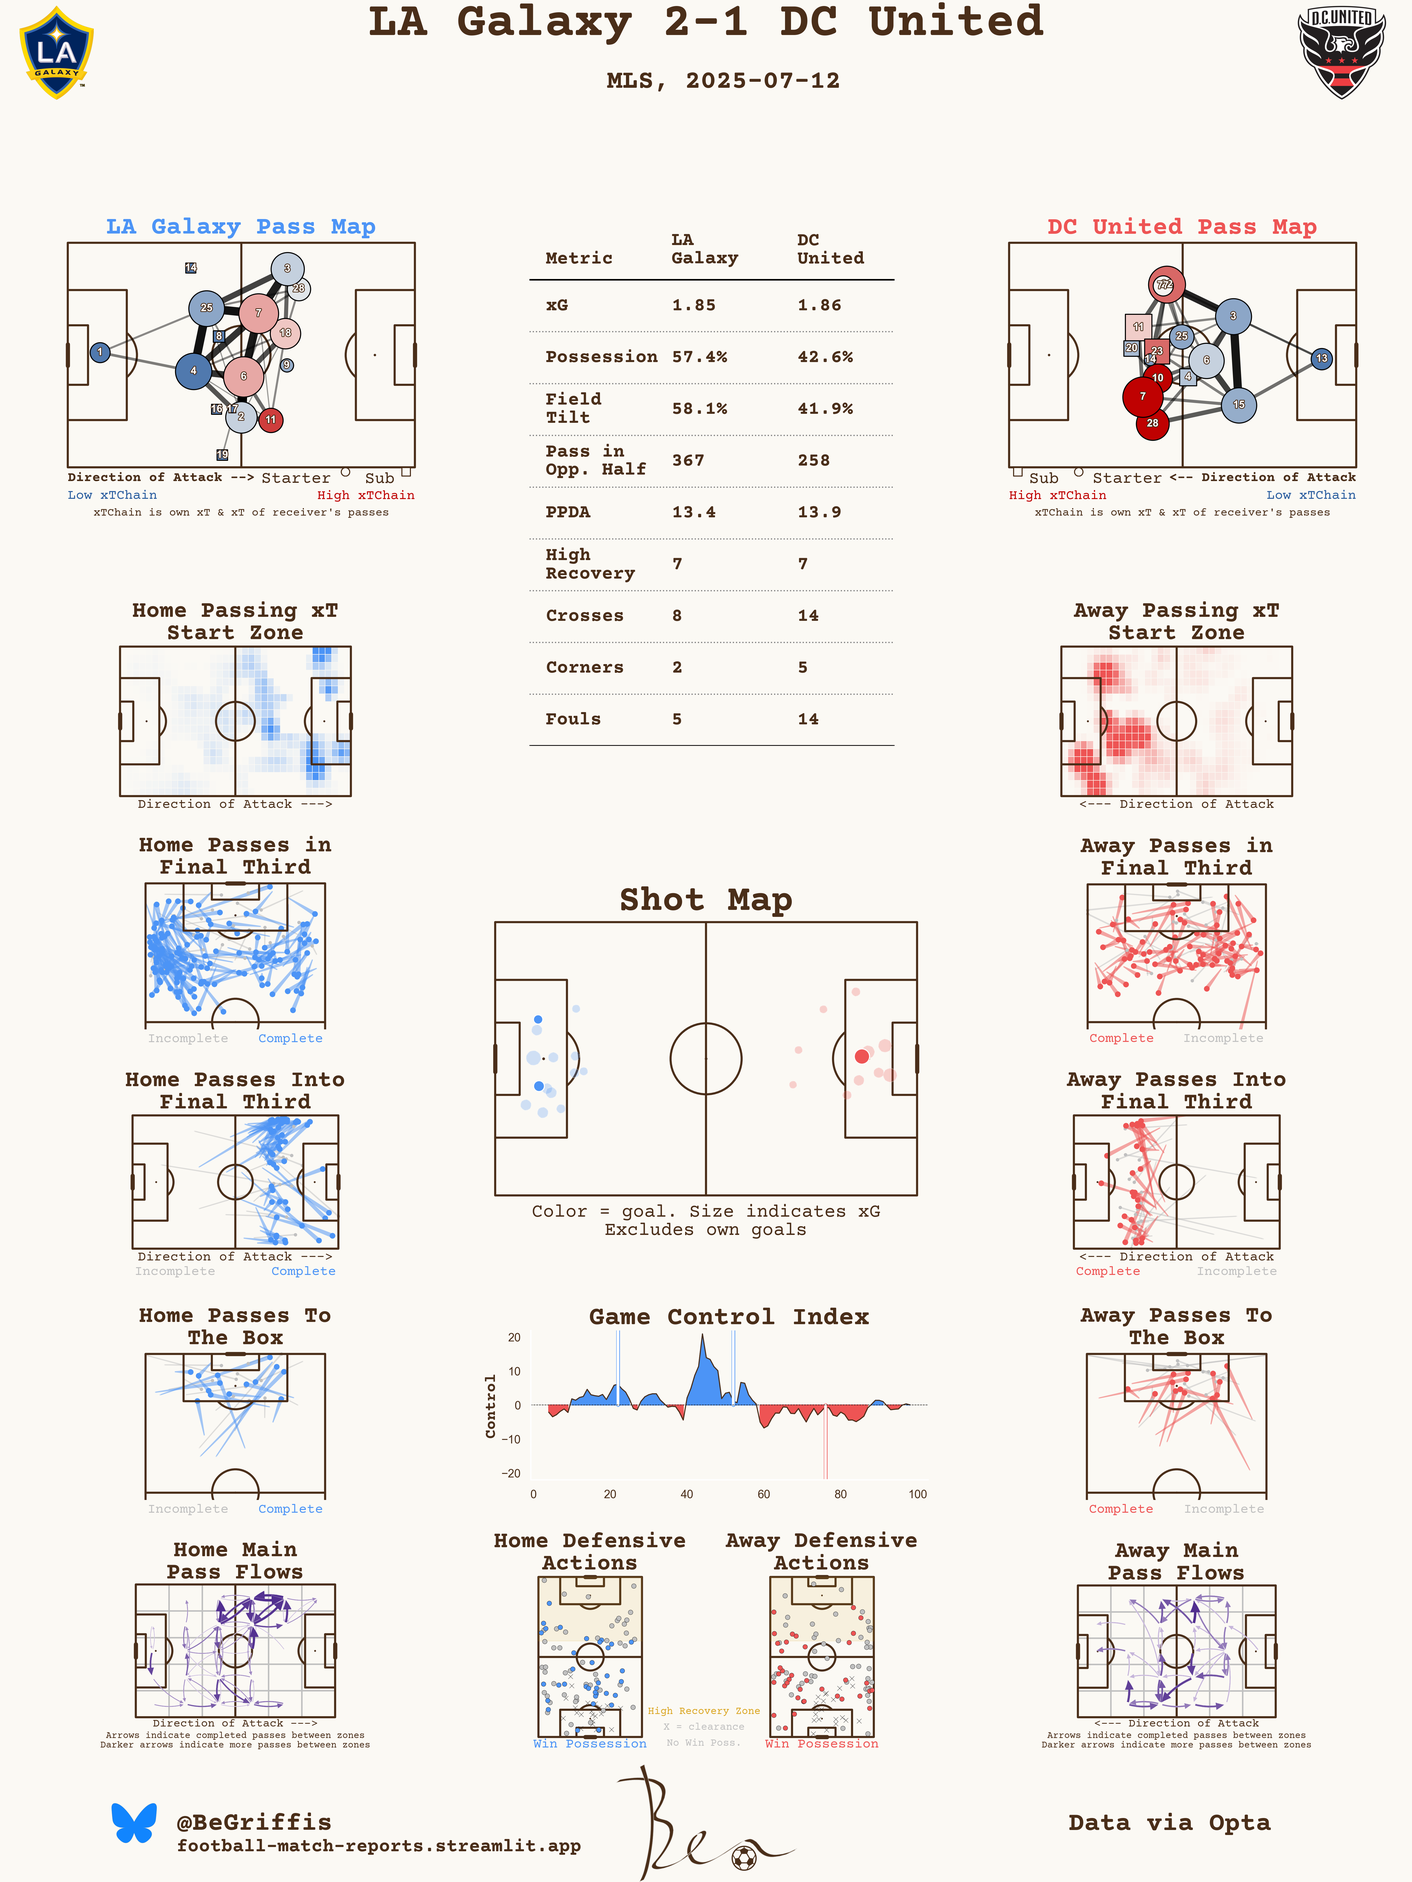 LA Galaxy 2-1 DC United
MLS, 2025-07-12
LA
GALAXY
D.C.UNITED
LA Galaxy Pass Map
14
3
28
25
7
8
18
1
4
6
9
16
17
2
11
19
Direction of Attack --> Starter Sub
Low xTChain High xTChain
xTChain is own xT & xT of receiver's passes
Metric LA Galaxy DC United
xG 1.85 1.86
Possession 57.4% 42.6%
Field Tilt 58.1% 41.9%
Pass in Opp. Half 367 258
PPDA 13.4 13.9
High Recovery 7 7
Crosses 8 14
Corners 2 5
Fouls 5 14
DC United Pass Map
3
11
25
20
23
14
6
13
10
4
7
15
28
Sub Starter <-- Direction of Attack
High xTChain Low xTChain
xTChain is own xT & xT of receiver's passes
Home Passing xT
Start Zone
Direction of Attack --->
Away Passing xT
Start Zone
<--- Direction of Attack
Home Passes in
Final Third
Incomplete Complete
Away Passes in
Final Third
Complete Incomplete
Shot Map
Color = goal. Size indicates xG
Excludes own goals
Home Passes Into
Final Third
Direction of Attack --->
Incomplete Complete
Away Passes Into
Final Third
<--- Direction of Attack
Complete Incomplete
Home Passes To
The Box
Incomplete Complete
Game Control Index
Control
20
10
0
−10
−20
0 20 40 60 80 100
Away Passes To
The Box
Complete Incomplete
Home Main
Pass Flows
Direction of Attack --->
Arrows indicate completed passes between zones
Darker arrows indicate more passes between zones
Home Defensive
Actions
Win Possession
High Recovery Zone
X = clearance
No Win Poss.
Away Defensive
Actions
Win Possession
Away Main
Pass Flows
<--- Direction of Attack
Arrows indicate completed passes between zones
Darker arrows indicate more passes between zones
@BeGriffis
football-match-reports.streamlit.app
Ben
Data via Opta